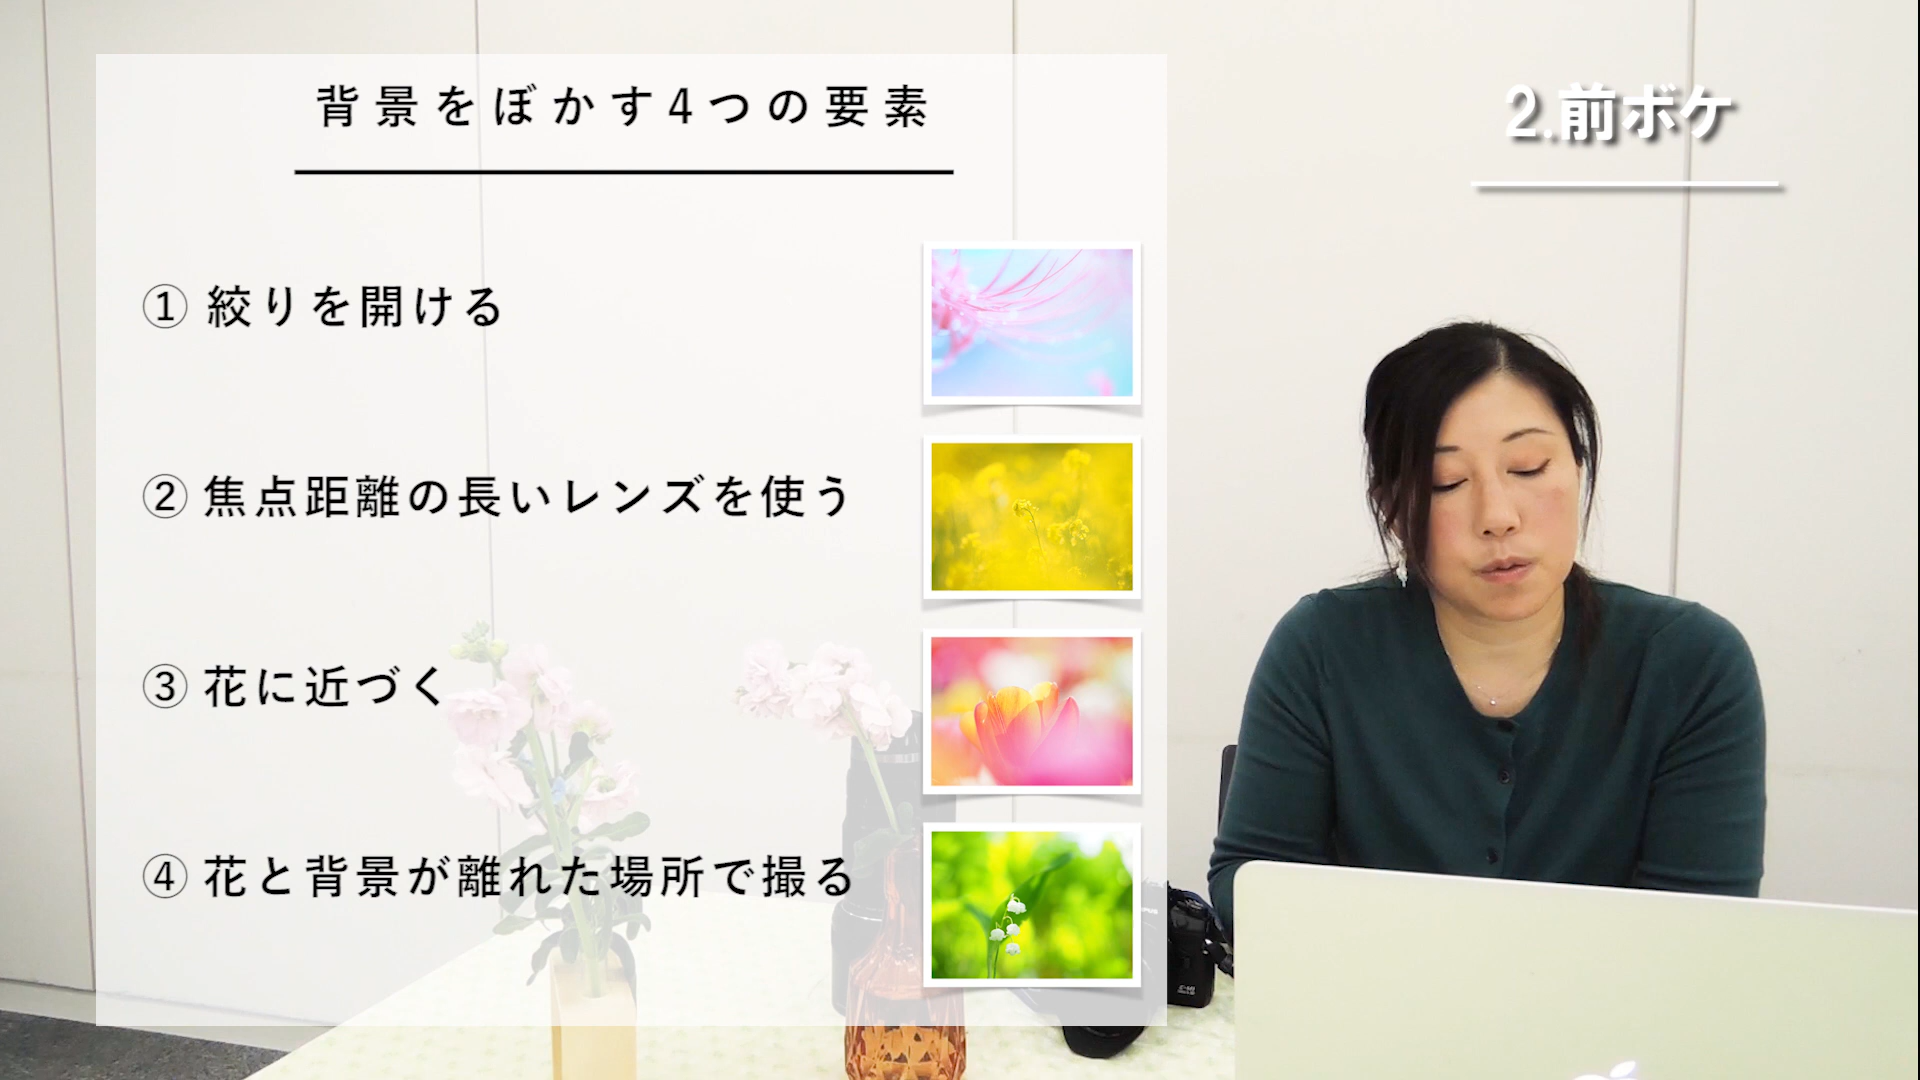 背景をぼかす4つの要素
2.前ボケ
① 絞りを開ける
② 焦点距離の長いレンズを使う
③ 花に近づく
④ 花と背景が離れた場所で撮る